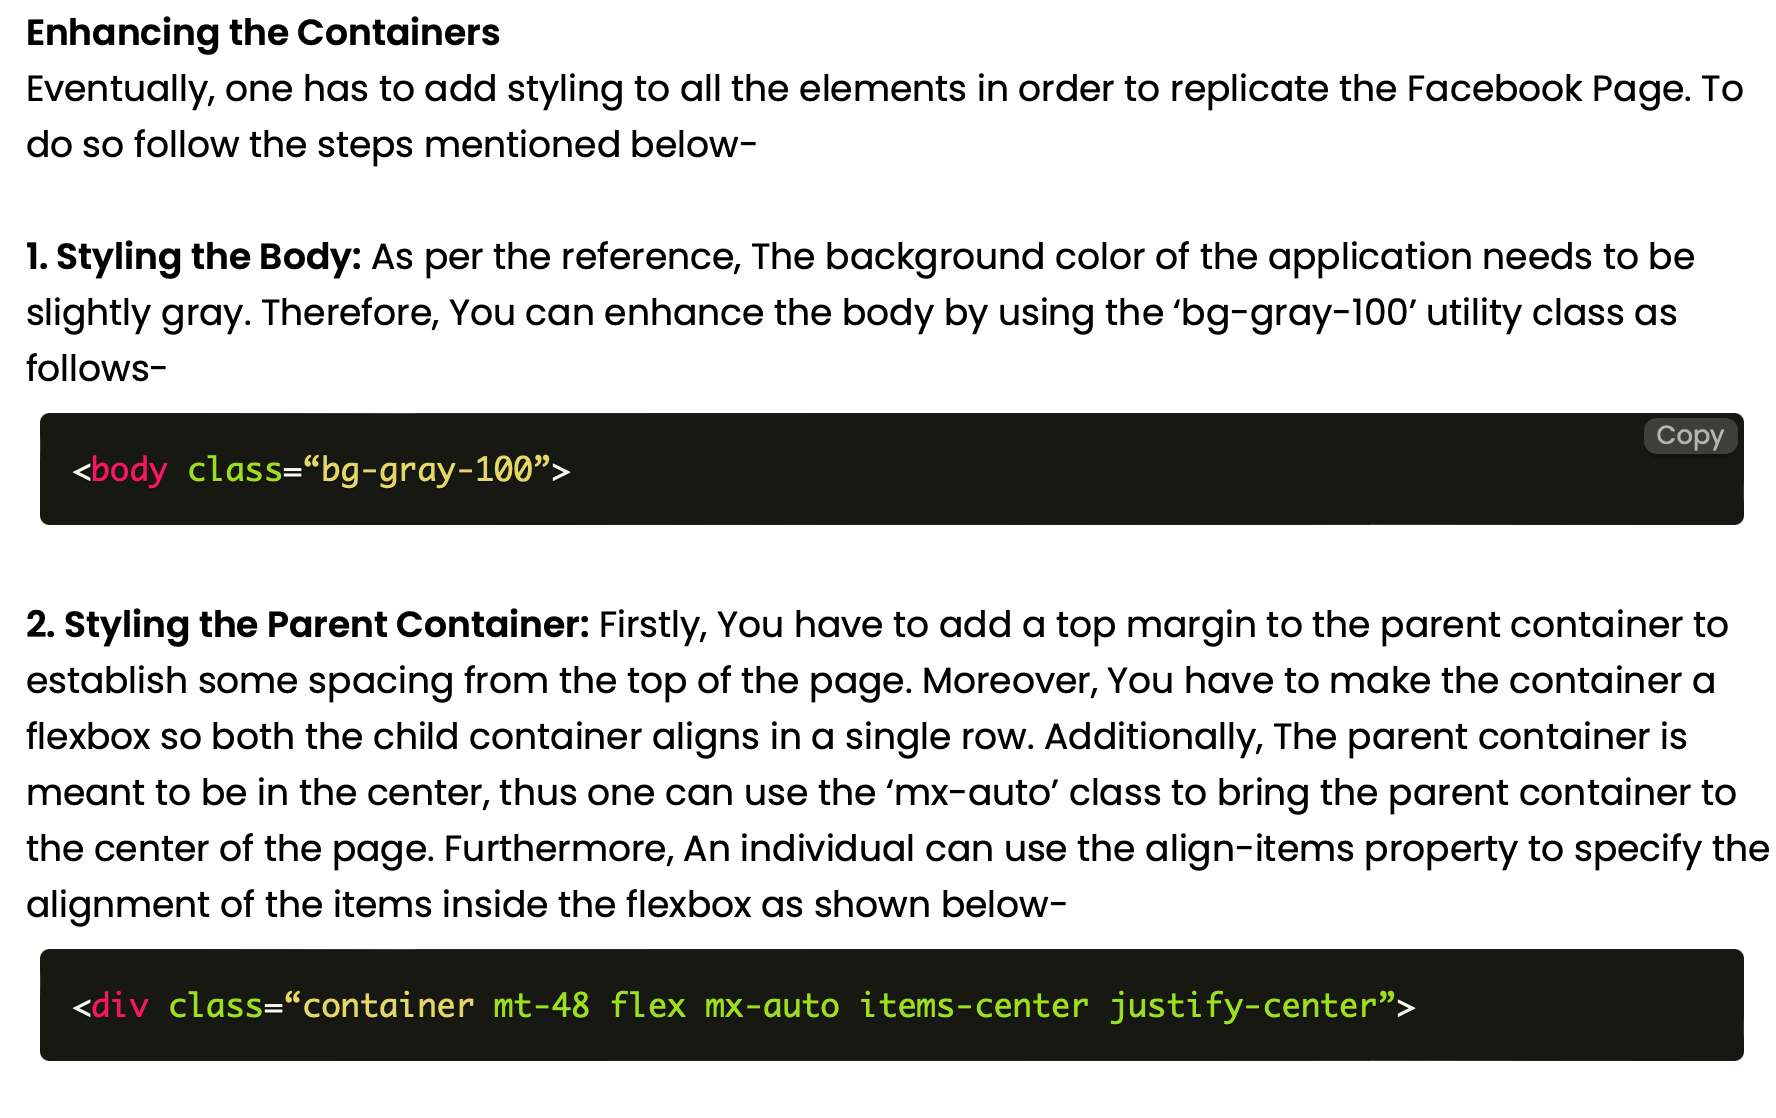 Enhancing the Containers
Eventually, one has to add styling to all the elements in order to replicate the Facebook Page. To
do so follow the steps mentioned below-
1. Styling the Body: As per the reference, The background color of the application needs to be
slightly gray. Therefore, You can enhance the body by using the ‘bg-gray-100’ utility class as
follows-
Copy
<body class=“bg-gray-100”>
2. Styling the Parent Container: Firstly, You have to add a top margin to the parent container to
establish some spacing from the top of the page. Moreover, You have to make the container a
flexbox so both the child container aligns in a single row. Additionally, The parent container is
meant to be in the center, thus one can use the ‘mx-auto’ class to bring the parent container to
the center of the page. Furthermore, An individual can use the align-items property to specify the
alignment of the items inside the flexbox as shown below-
<div class=“container mt-48 flex mx-auto items-center justify-center”>